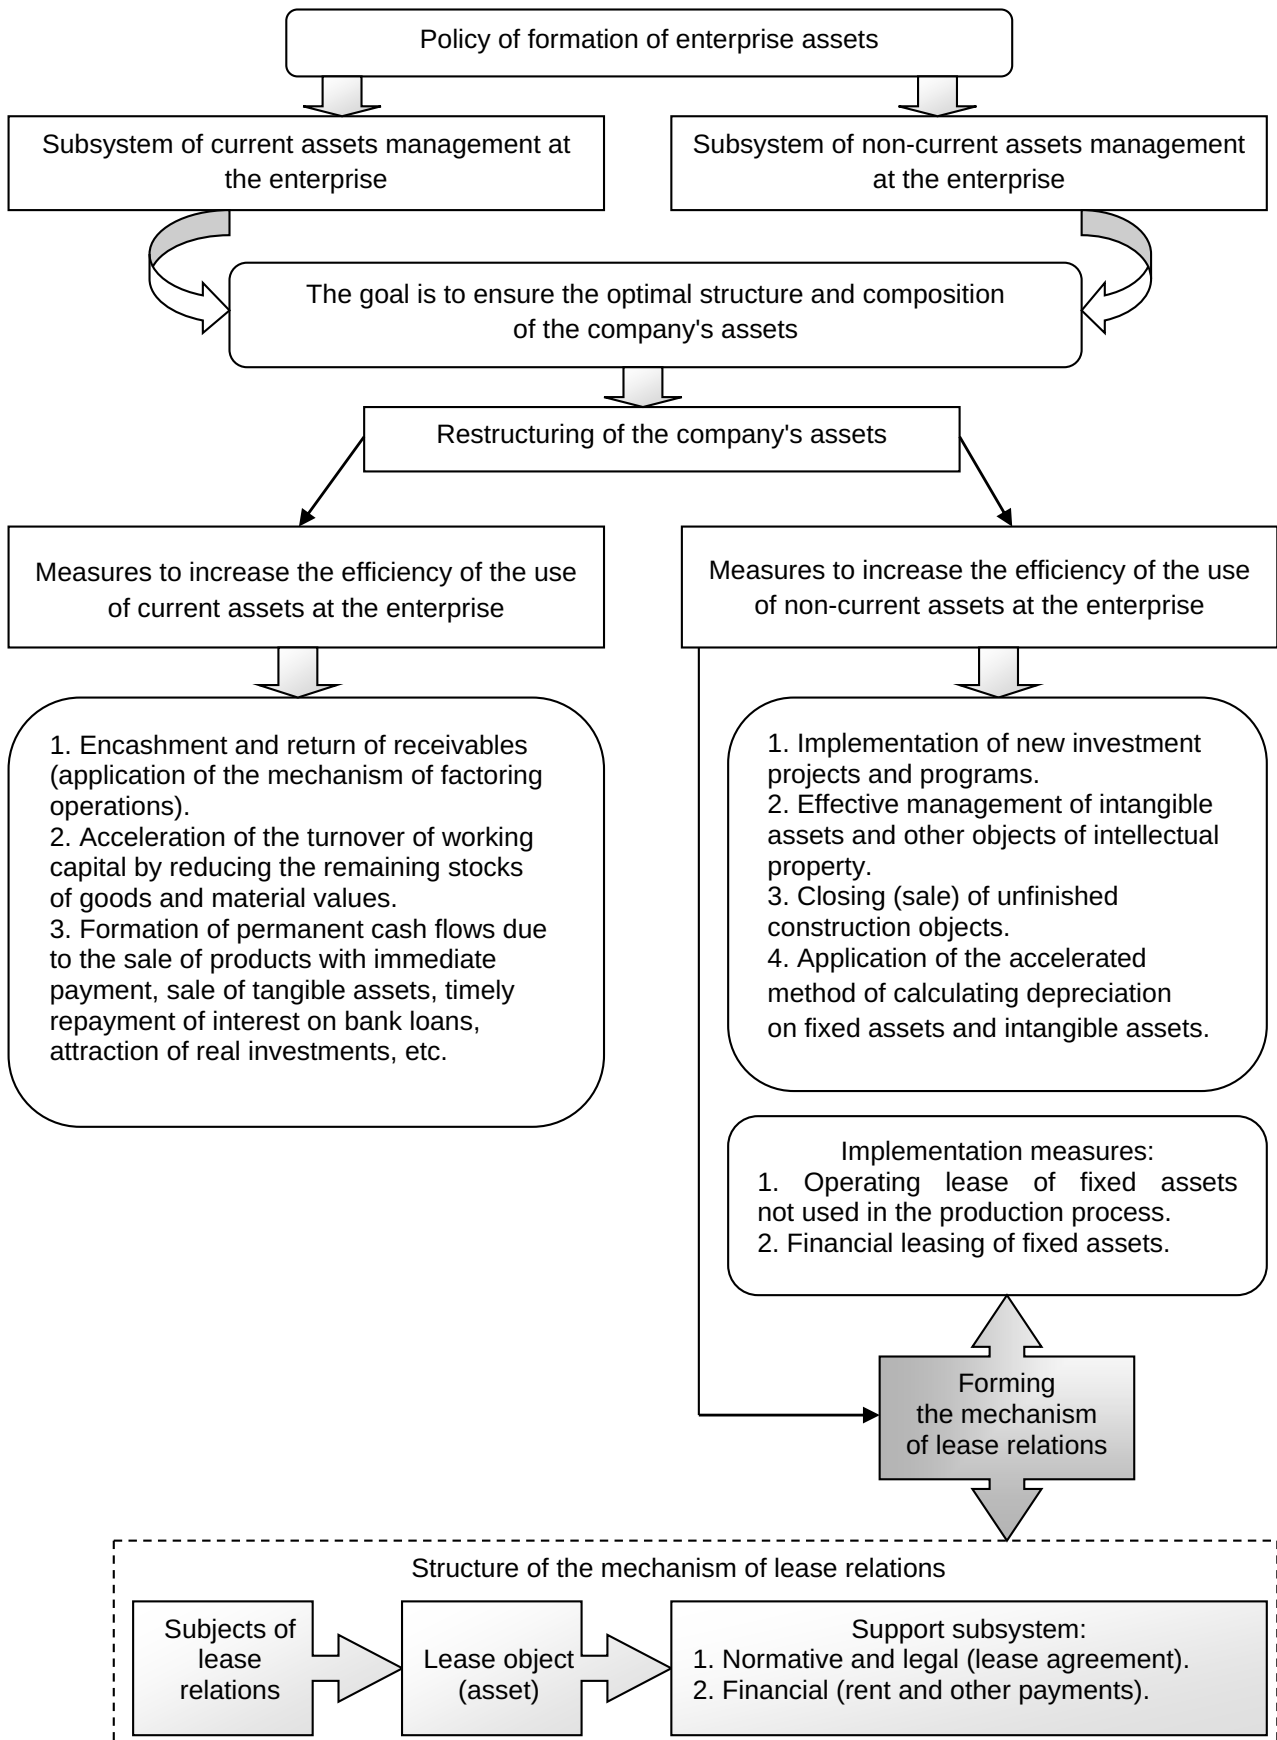 Policy of formation of enterprise assets
Subsystem of current assets management at
the enterprise
Subsystem of non-current assets management
at the enterprise
The goal is to ensure the optimal structure and composition
of the company's assets
Restructuring of the company's assets
Measures to increase the efficiency of the use
of current assets at the enterprise
Measures to increase the efficiency of the use
of non-current assets at the enterprise
1. Encashment and return of receivables
(application of the mechanism of factoring
operations).
2. Acceleration of the turnover of working
capital by reducing the remaining stocks
of goods and material values.
3. Formation of permanent cash flows due
to the sale of products with immediate
payment, sale of tangible assets, timely
repayment of interest on bank loans,
attraction of real investments, etc.
1. Implementation of new investment
projects and programs.
2. Effective management of intangible
assets and other objects of intellectual
property.
3. Closing (sale) of unfinished
construction objects.
4. Application of the accelerated
method of calculating depreciation
on fixed assets and intangible assets.
Implementation measures:
1. Operating lease of fixed assets
not used in the production process.
2. Financial leasing of fixed assets.
Forming
the mechanism
of lease relations
Structure of the mechanism of lease relations
Subjects of
lease
relations
Lease object
(asset)
Support subsystem:
1. Normative and legal (lease agreement).
2. Financial (rent and other payments).